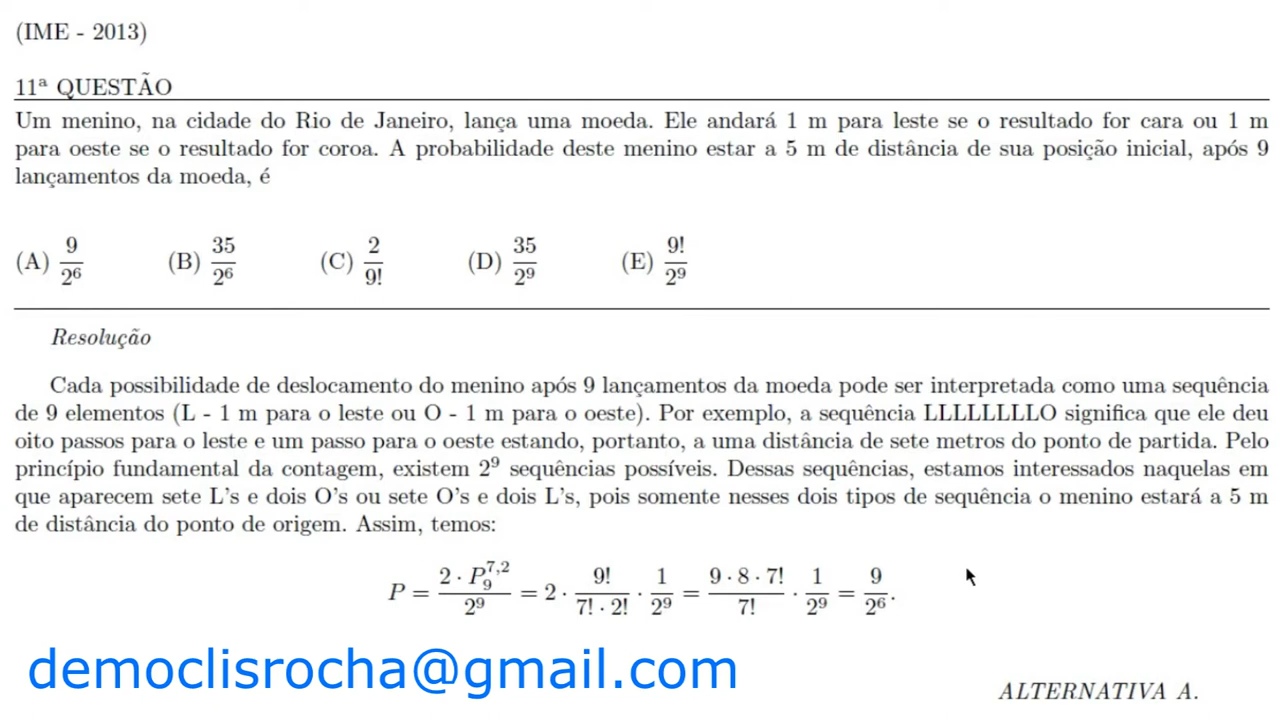 (IME - 2013)
11ª QUESTÃO
Um menino, na cidade do Rio de Janeiro, lança uma moeda. Ele andará 1 m para leste se o resultado for cara ou 1 m
para oeste se o resultado for coroa. A probabilidade deste menino estar a 5 m de distância de sua posição inicial, após 9
lançamentos da moeda, é
(A) 9/2⁶ (B) 35/2⁶ (C) 2/9! (D) 35/2⁹ (E) 9!/2⁹
Resolução
Cada possibilidade de deslocamento do menino após 9 lançamentos da moeda pode ser interpretada como uma sequência
de 9 elementos (L - 1 m para o leste ou O - 1 m para o oeste). Por exemplo, a sequência LLLLLLLLO significa que ele deu
oito passos para o leste e um passo para o oeste estando, portanto, a uma distância de sete metros do ponto de partida. Pelo
princípio fundamental da contagem, existem 2⁹ sequências possíveis. Dessas sequências, estamos interessados naquelas em
que aparecem sete L's e dois O's ou sete O's e dois L's, pois somente nesses dois tipos de sequência o menino estará a 5 m
de distância do ponto de origem. Assim, temos:
P = (2 · P₉^{7,2})/2⁹ = 2 · 9!/(7! · 2!) · 1/2⁹ = (9 · 8 · 7!)/7! · 1/2⁹ = 9/2⁶.
democlisrocha@gmail.com
ALTERNATIVA A.